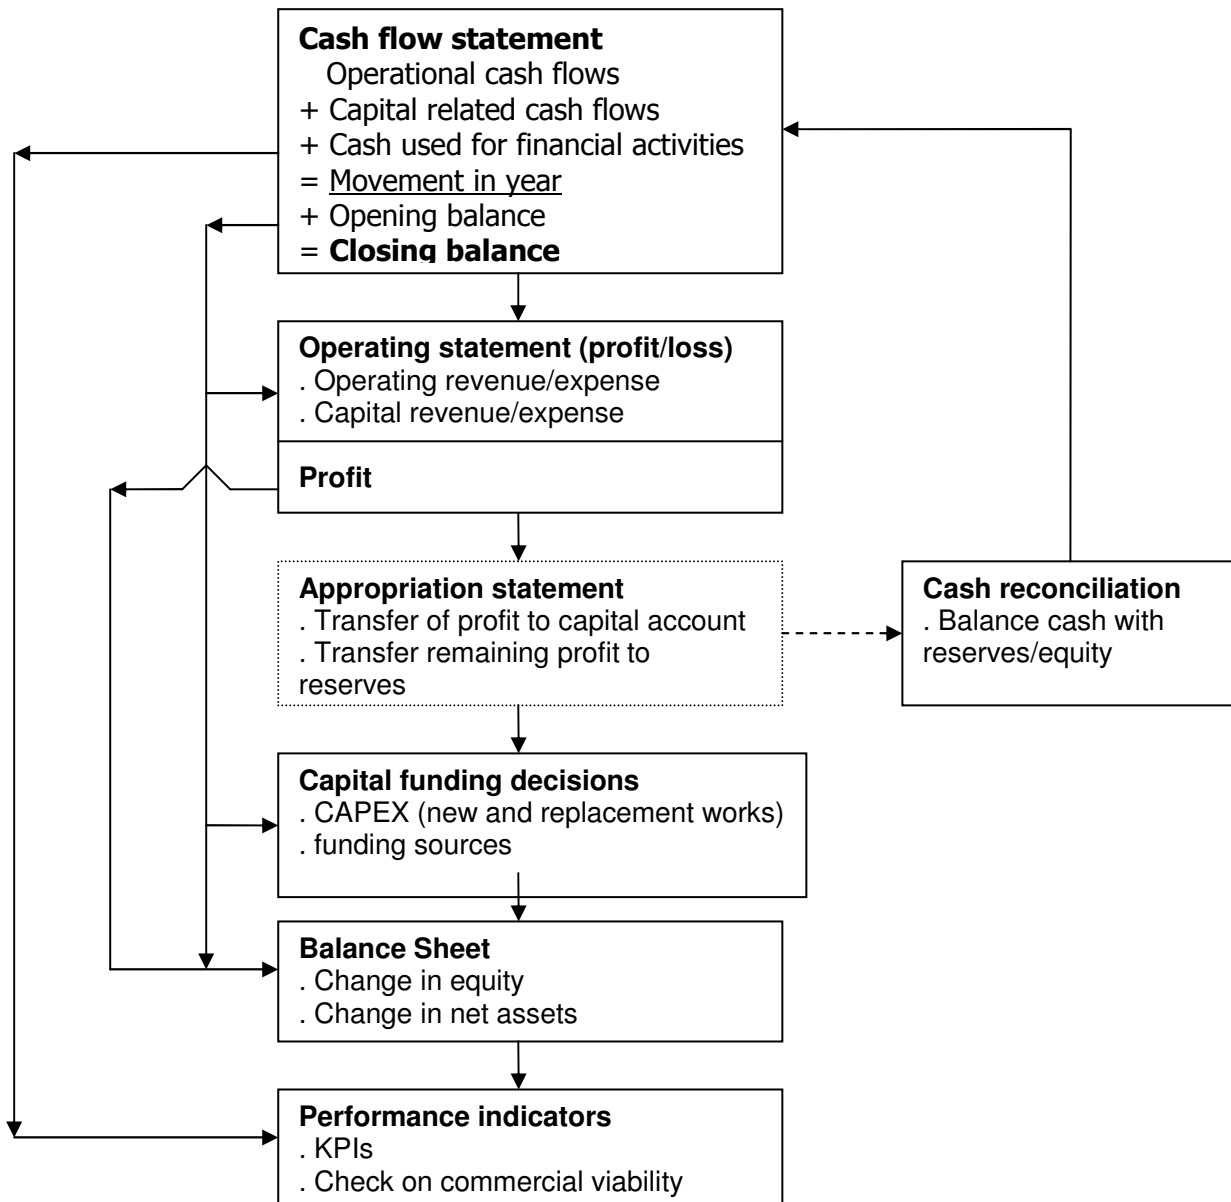 Cash flow statement
Operational cash flows
+ Capital related cash flows
+ Cash used for financial activities
= Movement in year
+ Opening balance
= Closing balance
Operating statement (profit/loss)
. Operating revenue/expense
. Capital revenue/expense
Profit
Appropriation statement
. Transfer of profit to capital account
. Transfer remaining profit to
reserves
Cash reconciliation
. Balance cash with
reserves/equity
Capital funding decisions
. CAPEX (new and replacement works)
. funding sources
Balance Sheet
. Change in equity
. Change in net assets
Performance indicators
. KPIs
. Check on commercial viability